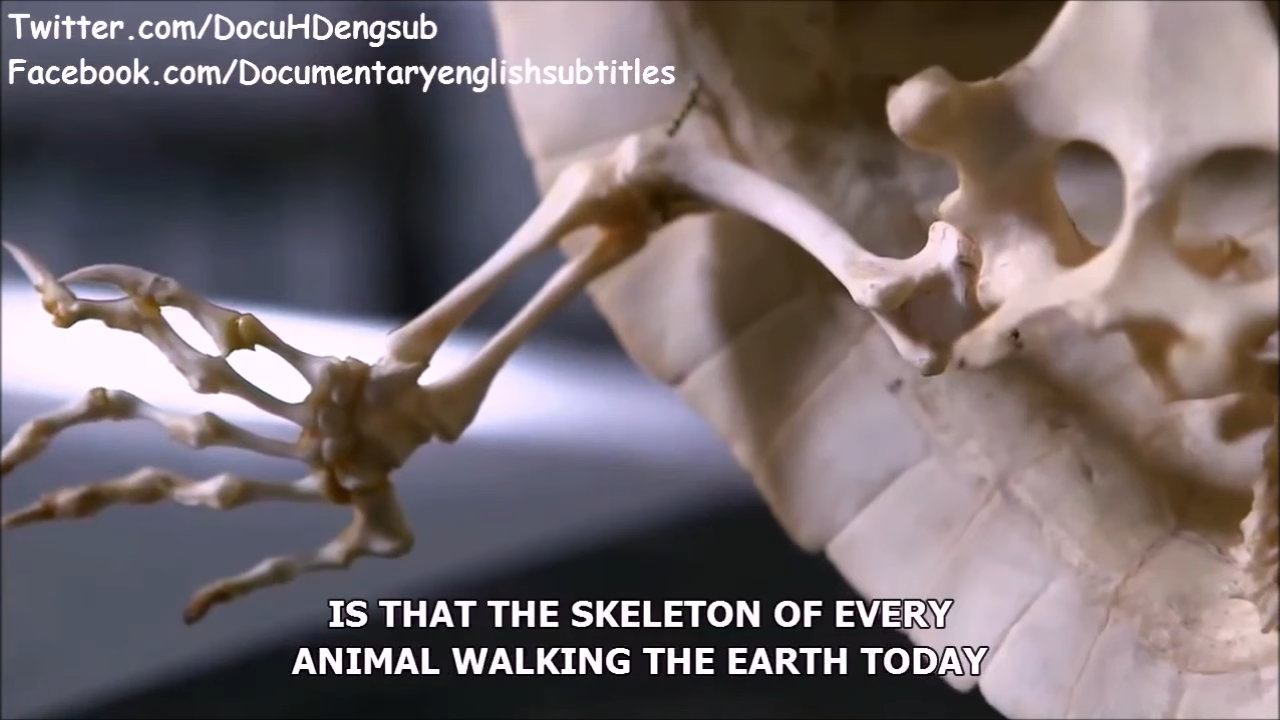 Twitter.com/DocuHDengsub
Facebook.com/Documentaryenglishsubtitles
IS THAT THE SKELETON OF EVERY
ANIMAL WALKING THE EARTH TODAY